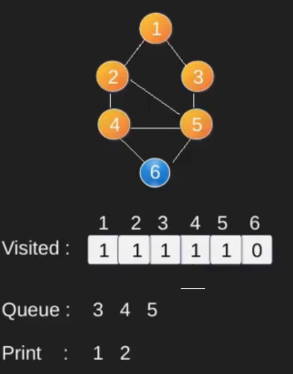 1
2 3
4 5
6
1 2 3 4 5 6
Visited : 1 1 1 1 1 0
Queue : 3 4 5
Print : 1 2